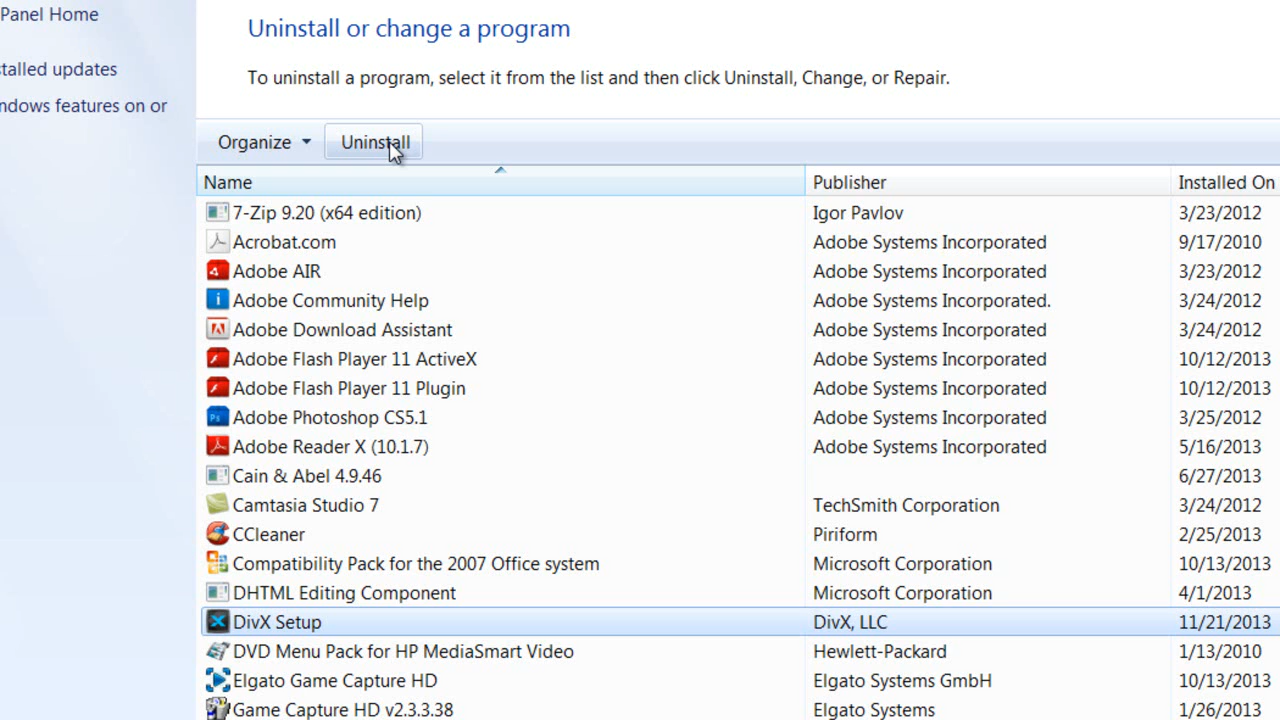 Panel Home
stalled updates
ndows features on or
Uninstall or change a program
To uninstall a program, select it from the list and then click Uninstall, Change, or Repair.
Organize Uninstall
Name Publisher Installed On
7-Zip 9.20 (x64 edition) Igor Pavlov 3/23/2012
Acrobat.com Adobe Systems Incorporated 9/17/2010
Adobe AIR Adobe Systems Incorporated 3/23/2012
Adobe Community Help Adobe Systems Incorporated. 3/24/2012
Adobe Download Assistant Adobe Systems Incorporated 3/24/2012
Adobe Flash Player 11 ActiveX Adobe Systems Incorporated 10/12/2013
Adobe Flash Player 11 Plugin Adobe Systems Incorporated 10/12/2013
Adobe Photoshop CS5.1 Adobe Systems Incorporated 3/25/2012
Adobe Reader X (10.1.7) Adobe Systems Incorporated 5/16/2013
Cain & Abel 4.9.46 6/27/2013
Camtasia Studio 7 TechSmith Corporation 3/24/2012
CCleaner Piriform 2/25/2013
Compatibility Pack for the 2007 Office system Microsoft Corporation 10/13/2013
DHTML Editing Component Microsoft Corporation 4/1/2013
DivX Setup DivX, LLC 11/21/2013
DVD Menu Pack for HP MediaSmart Video Hewlett-Packard 1/13/2010
Elgato Game Capture HD Elgato Systems GmbH 10/13/2013
Game Capture HD v2.3.3.38 Elgato Systems 1/26/2013